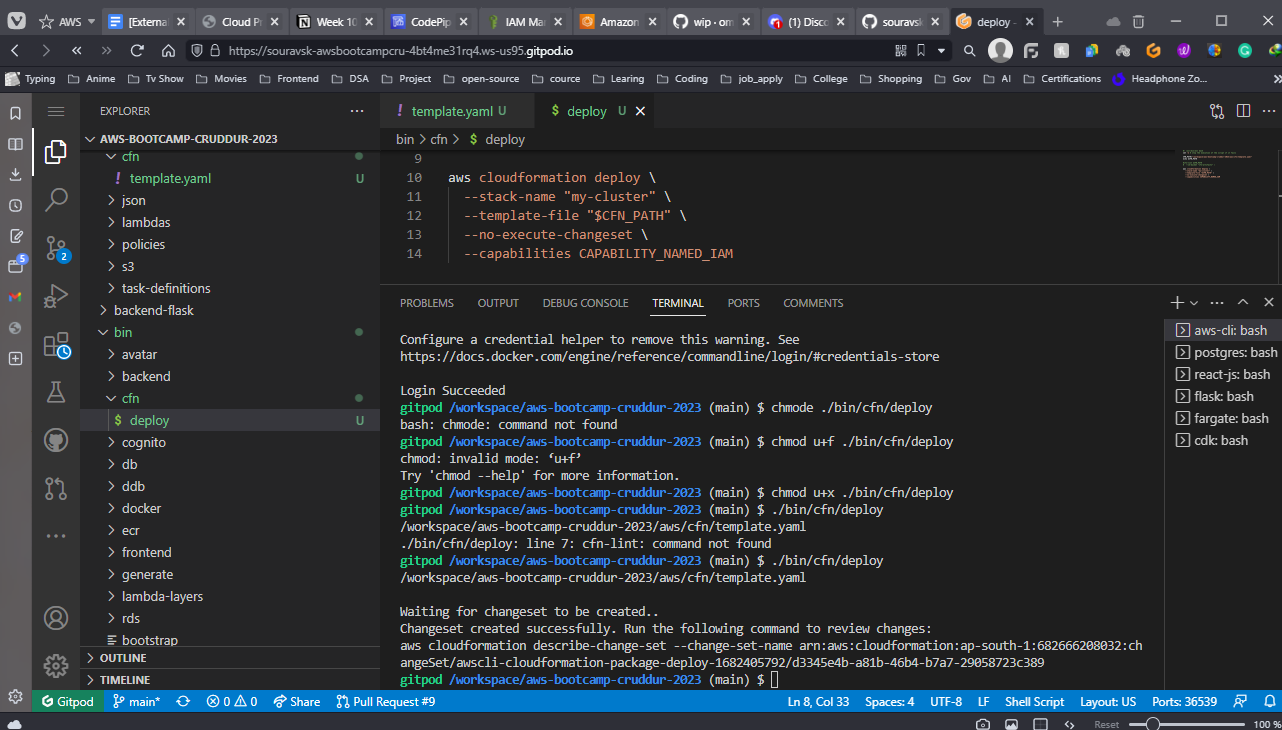 AWS
[Externa
Cloud Pr
Week 10
CodePip
IAM Ma
Amazon
wip · om
(1) Disco
souravsk
deploy -
https://souravsk-awsbootcampcru-4bt4me31rq4.ws-us95.gitpod.io
Typing
Anime
Tv Show
Movies
Frontend
DSA
Project
open-source
cource
Learing
Coding
job_apply
College
Shopping
Gov
AI
Certifications
Headphone Zo...
EXPLORER
AWS-BOOTCAMP-CRUDDUR-2023
cfn
! template.yaml U
json
lambdas
policies
s3
task-definitions
backend-flask
bin
avatar
backend
cfn
$ deploy U
cognito
db
ddb
docker
ecr
frontend
generate
lambda-layers
rds
bootstrap
OUTLINE
TIMELINE
5
2
! template.yaml U
$ deploy U
bin > cfn > $ deploy
9
10 aws cloudformation deploy \
11 --stack-name "my-cluster" \
12 --template-file "$CFN_PATH" \
13 --no-execute-changeset \
14 --capabilities CAPABILITY_NAMED_IAM
PROBLEMS
OUTPUT
DEBUG CONSOLE
TERMINAL
PORTS
COMMENTS
Configure a credential helper to remove this warning. See
https://docs.docker.com/engine/reference/commandline/login/#credentials-store
Login Succeeded
gitpod /workspace/aws-bootcamp-cruddur-2023 (main) $ chmode ./bin/cfn/deploy
bash: chmode: command not found
gitpod /workspace/aws-bootcamp-cruddur-2023 (main) $ chmod u+f ./bin/cfn/deploy
chmod: invalid mode: ‘u+f’
Try 'chmod --help' for more information.
gitpod /workspace/aws-bootcamp-cruddur-2023 (main) $ chmod u+x ./bin/cfn/deploy
gitpod /workspace/aws-bootcamp-cruddur-2023 (main) $ ./bin/cfn/deploy
/workspace/aws-bootcamp-cruddur-2023/aws/cfn/template.yaml
./bin/cfn/deploy: line 7: cfn-lint: command not found
gitpod /workspace/aws-bootcamp-cruddur-2023 (main) $ ./bin/cfn/deploy
/workspace/aws-bootcamp-cruddur-2023/aws/cfn/template.yaml
Waiting for changeset to be created..
Changeset created successfully. Run the following command to review changes:
aws cloudformation describe-change-set --change-set-name arn:aws:cloudformation:ap-south-1:682666208032:ch
angeSet/awscli-cloudformation-package-deploy-1682405792/d3345e4b-a81b-46b4-b7a7-29058723c389
gitpod /workspace/aws-bootcamp-cruddur-2023 (main) $
aws-cli: bash
postgres: bash
react-js: bash
flask: bash
fargate: bash
cdk: bash
Gitpod
main*
0 0
Share
Pull Request #9
Ln 8, Col 33
Spaces: 4
UTF-8
LF
Shell Script
Layout: US
Ports: 36539
Reset
100 %